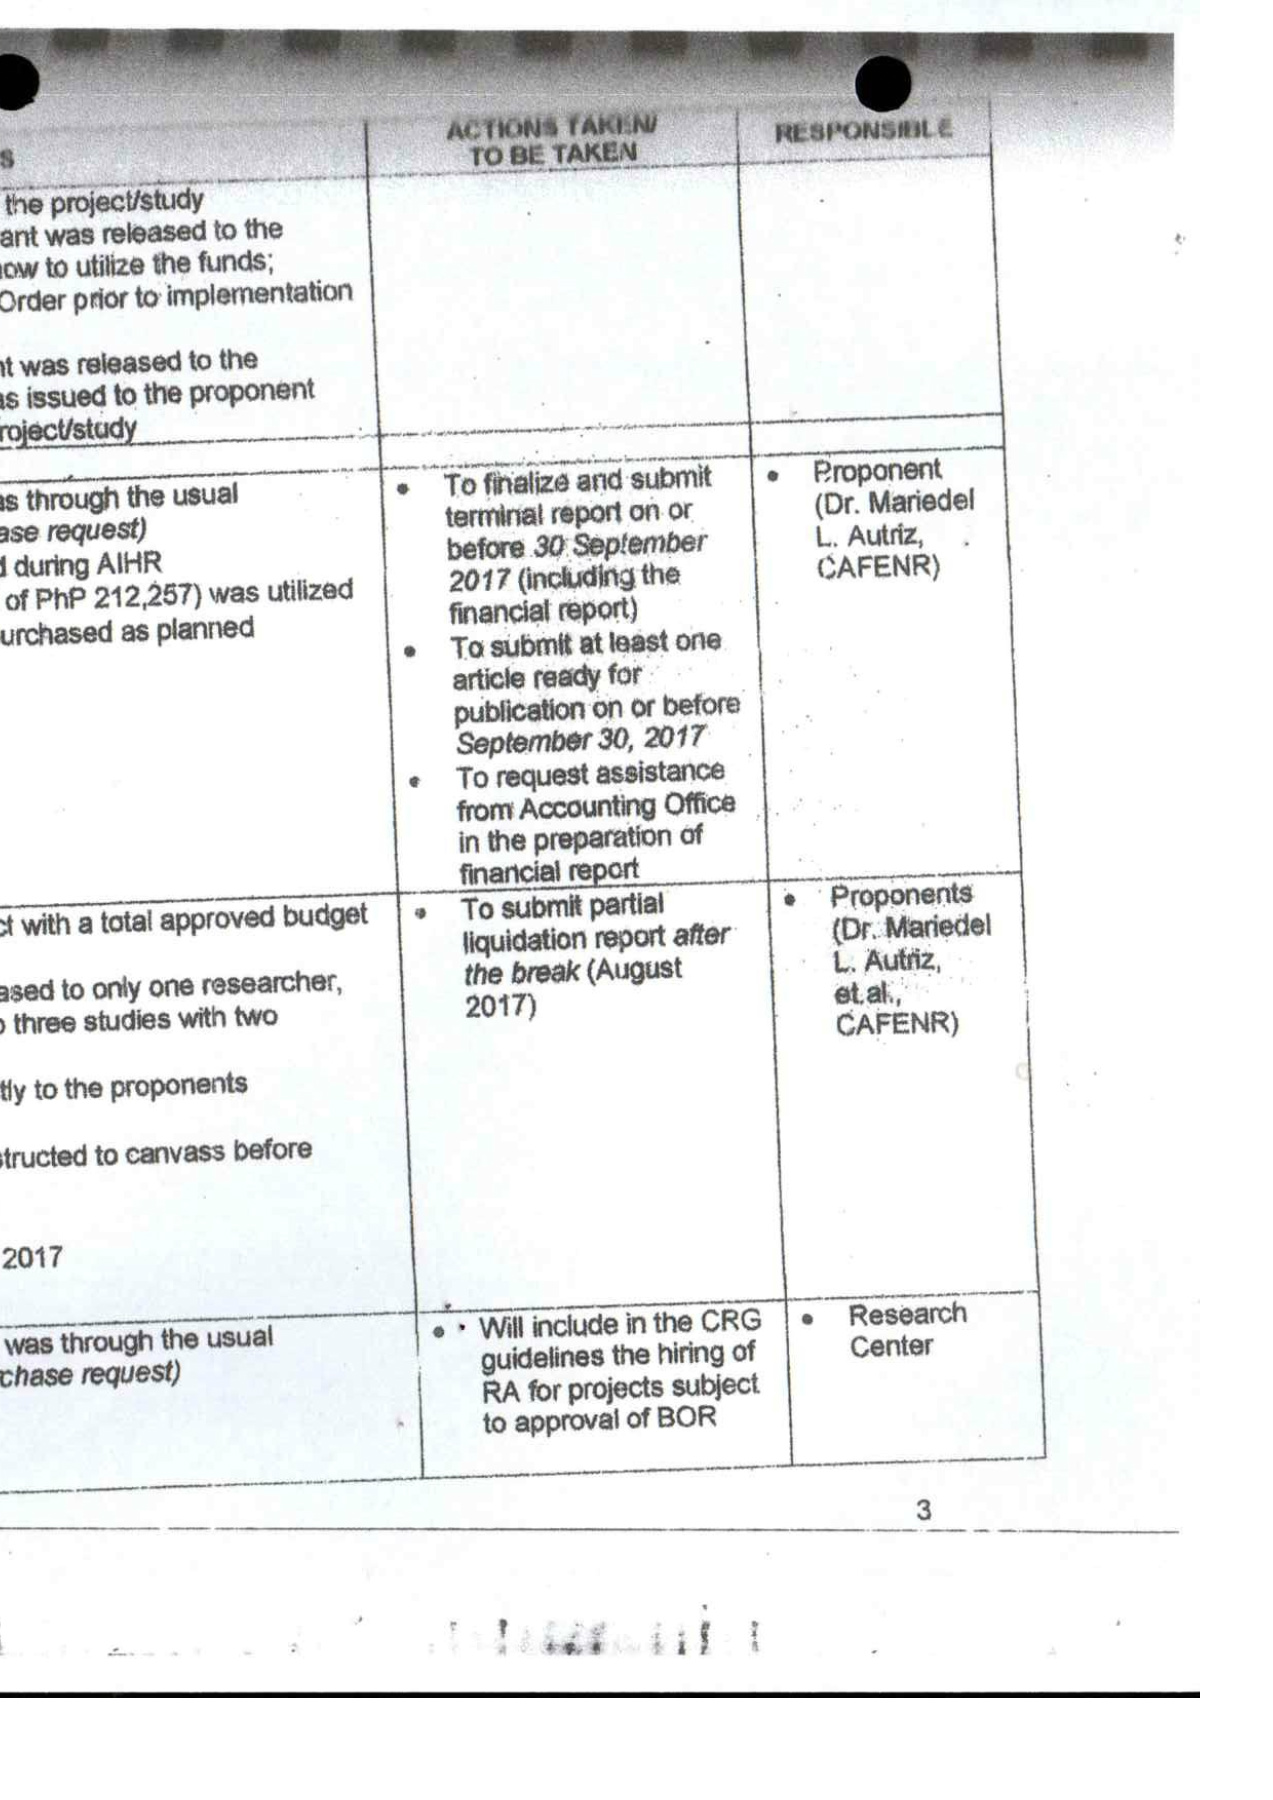 S
ACTIONS TAKEN/
TO BE TAKEN
RESPONSIBLE
the project/study
ant was released to the
now to utilize the funds;
Order prior to implementation
nt was released to the
as issued to the proponent
roject/study
as through the usual
ase request)
d during AIHR
of PhP 212,257) was utilized
urchased as planned
• To finalize and submit
terminal report on or
before 30 September
2017 (including the
financial report)
• To submit at least one
article ready for
publication on or before
September 30, 2017
• To request assistance
from Accounting Office
in the preparation of
financial report
• Proponent
(Dr. Mariedel
L. Autriz,
CAFENR)
ct with a total approved budget
ased to only one researcher,
o three studies with two
tly to the proponents
structed to canvass before
2017
• To submit partial
liquidation report after
the break (August
2017)
• Proponents
(Dr. Mariedel
L. Autriz,
et.al.,
CAFENR)
was through the usual
chase request)
• Will include in the CRG
guidelines the hiring of
RA for projects subject
to approval of BOR
• Research
Center
3